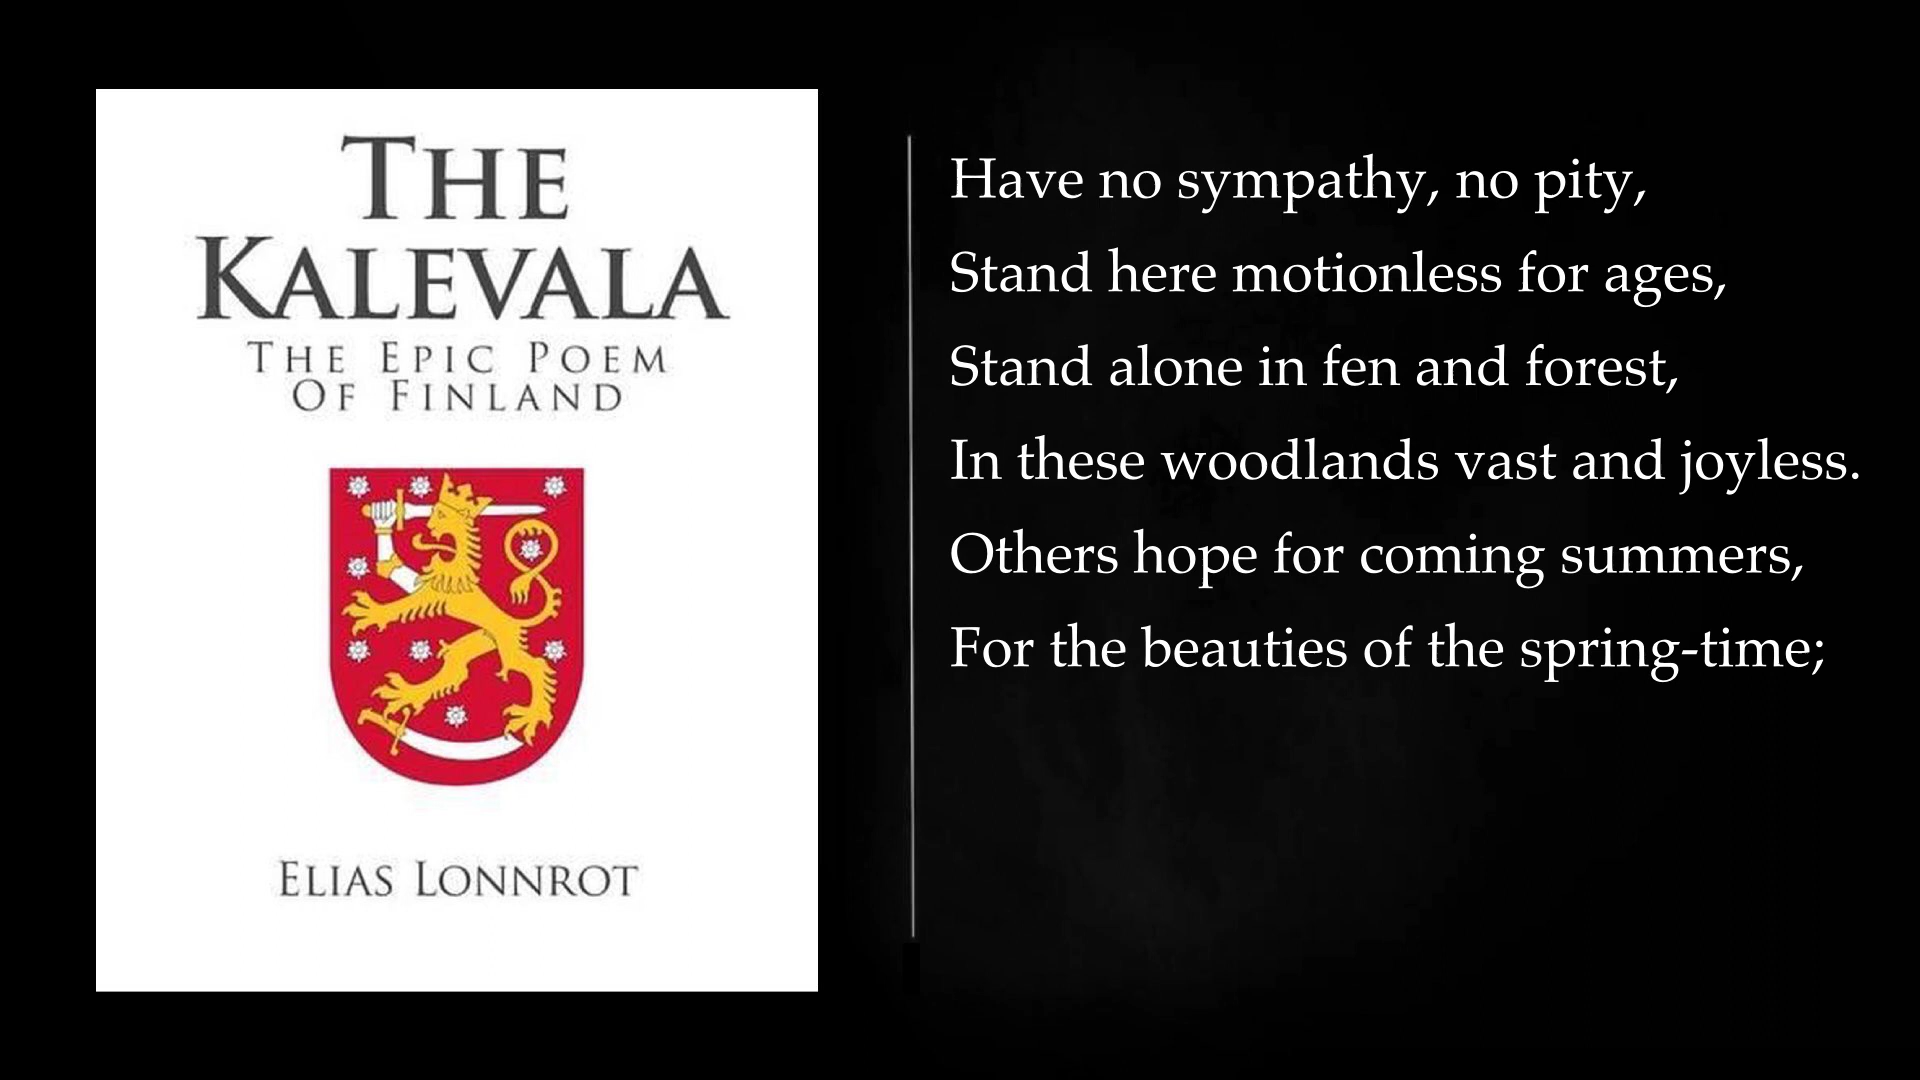 THE
KALEVALA
THE EPIC POEM
OF FINLAND
ELIAS LONNROT
Have no sympathy, no pity,
Stand here motionless for ages,
Stand alone in fen and forest,
In these woodlands vast and joyless.
Others hope for coming summers,
For the beauties of the spring-time;